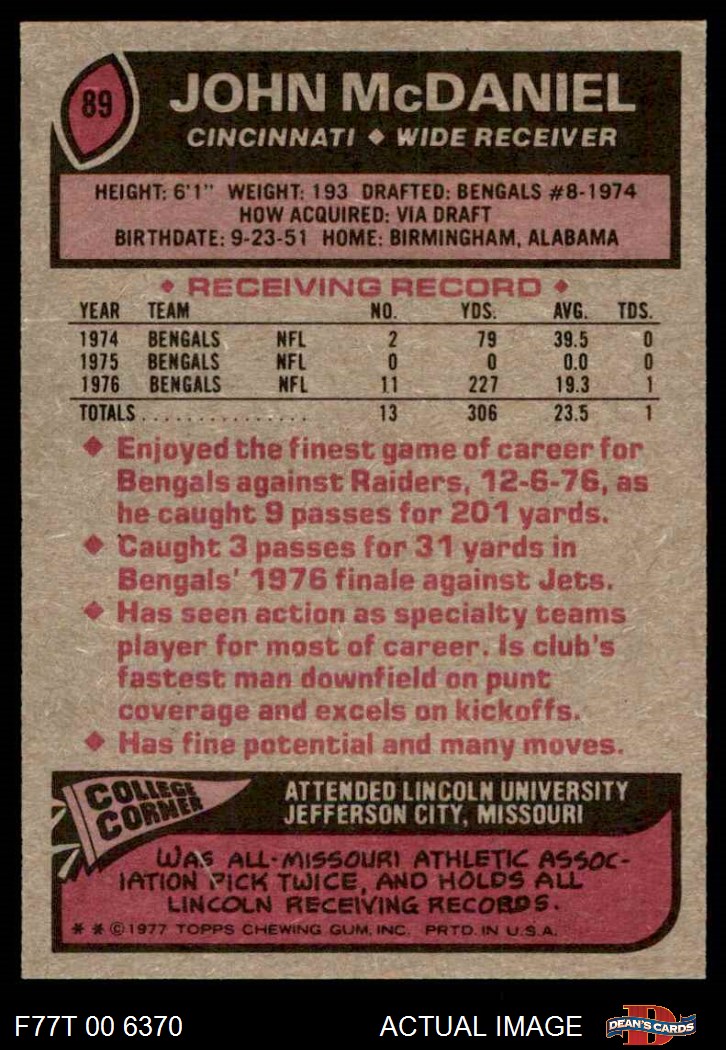 89
JOHN McDANIEL
CINCINNATI ◆ WIDE RECEIVER
HEIGHT: 6'1" WEIGHT: 193 DRAFTED: BENGALS #8-1974
HOW ACQUIRED: VIA DRAFT
BIRTHDATE: 9-23-51 HOME: BIRMINGHAM, ALABAMA
◆ RECEIVING RECORD ◆
YEAR TEAM NO. YDS. AVG. TDS.
1974 BENGALS NFL 2 79 39.5 0
1975 BENGALS NFL 0 0 0.0 0
1976 BENGALS NFL 11 227 19.3 1
TOTALS................ 13 306 23.5 1
◆ Enjoyed the finest game of career for
Bengals against Raiders, 12-6-76, as
he caught 9 passes for 201 yards.
◆ Caught 3 passes for 31 yards in
Bengals' 1976 finale against Jets.
◆ Has seen action as specialty teams
player for most of career. Is club's
fastest man downfield on punt
coverage and excels on kickoffs.
◆ Has fine potential and many moves.
COLLEGE
CORNER
ATTENDED LINCOLN UNIVERSITY
JEFFERSON CITY, MISSOURI
WAS ALL-MISSOURI ATHLETIC ASSOC-
IATION PICK TWICE, AND HOLDS ALL
LINCOLN RECEIVING RECORDS.
* * © 1977 TOPPS CHEWING GUM, INC. PRTD. IN U.S.A.
F77T 00 6370 ACTUAL IMAGE
D
DEAN'S CARDS